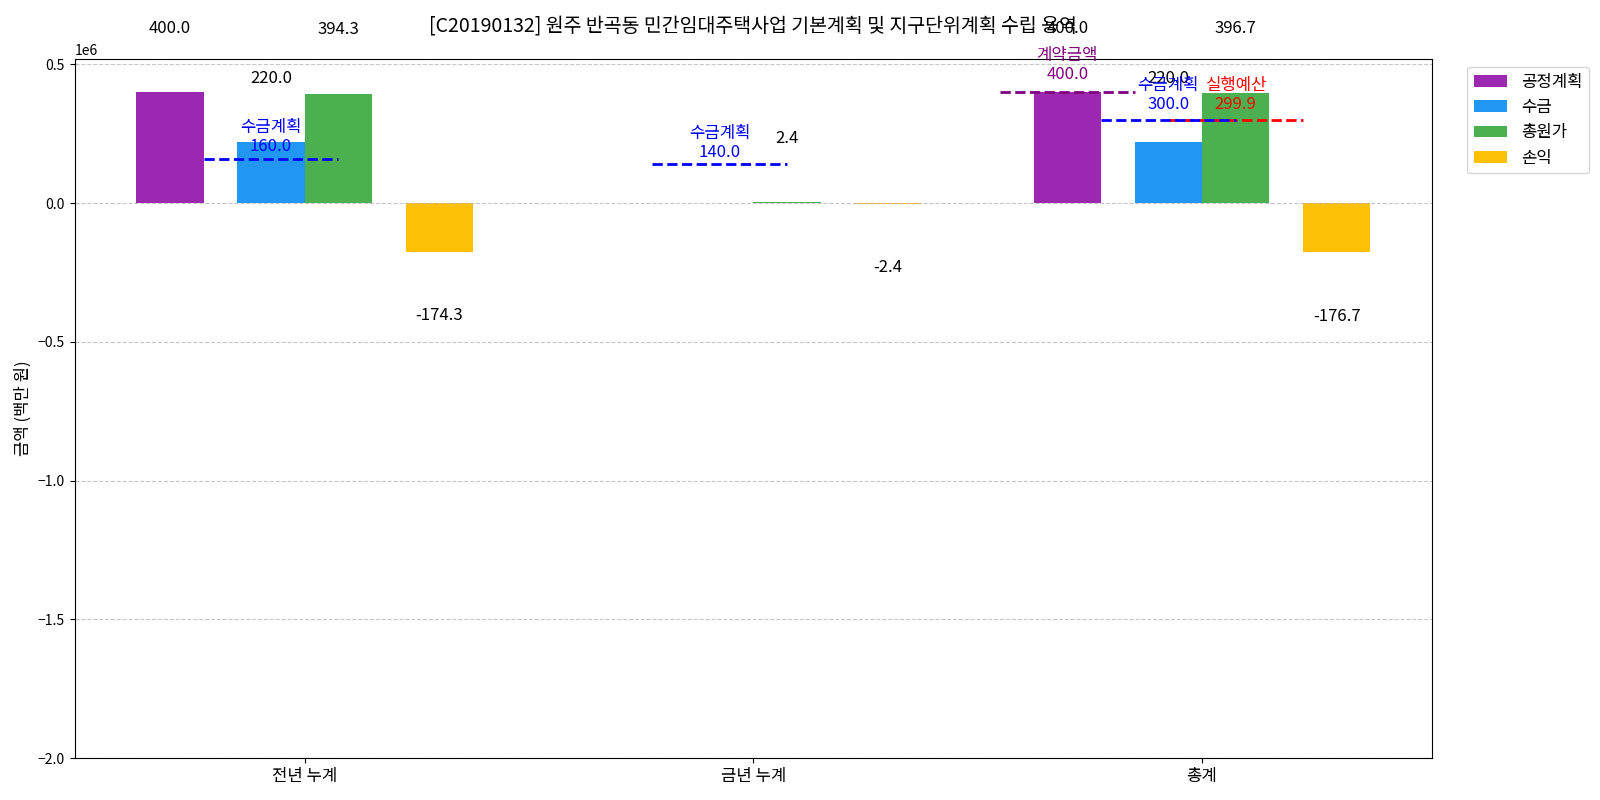 [C20190132] 원주 반곡동 민간임대주택사업 기본계획 및 지구단위계획 수립 용역
400.0
394.3
400.0
396.7
1e6
계약금액
400.0
220.0
220.0
수금계획
300.0
실행예산
299.9
수금계획
160.0
수금계획
140.0
2.4
-2.4
-174.3
-176.7
0.5
0.0
−0.5
−1.0
−1.5
−2.0
금액 (백만 원)
전년 누계
금년 누계
총계
공정계획
수금
총원가
손익